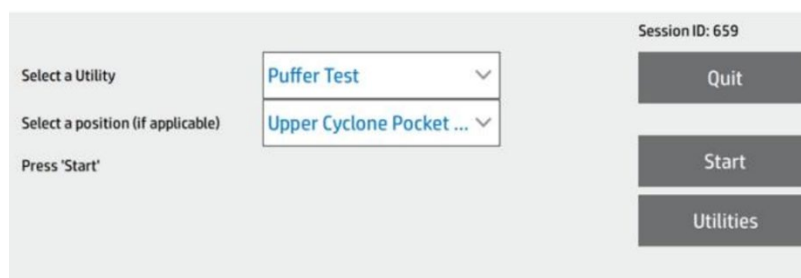 Session ID: 659
Select a Utility
Puffer Test
Quit
Select a position (if applicable)
Upper Cyclone Pocket ...
Press 'Start'
Start
Utilities